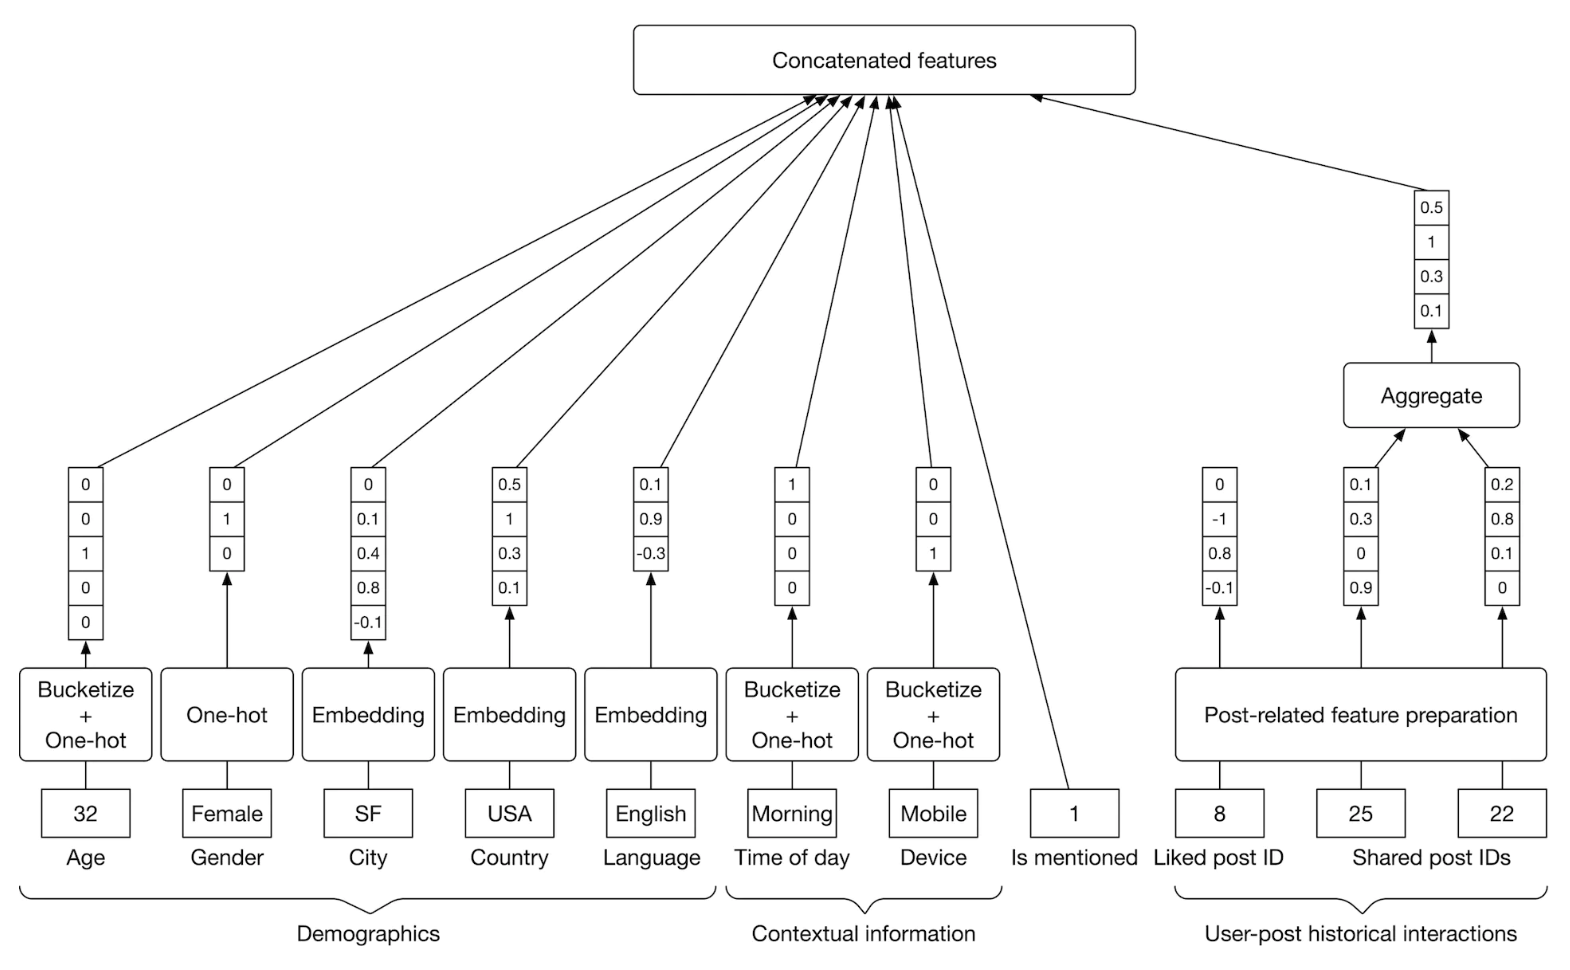 Concatenated features
0.5
1
0.3
0.1
Aggregate
0
0
1
0
0
0
1
0
0
0.1
0.4
0.8
-0.1
0.5
1
0.3
0.1
0.1
0.9
-0.3
1
0
0
0
0
0
1
0
-1
0.8
-0.1
0.1
0.3
0
0.9
0.2
0.8
0.1
0
Bucketize
+
One-hot
One-hot
Embedding
Embedding
Embedding
Bucketize
+
One-hot
Bucketize
+
One-hot
Post-related feature preparation
32
Female
SF
USA
English
Morning
Mobile
1
8
25
22
Age
Gender
City
Country
Language
Time of day
Device
Is mentioned
Liked post ID
Shared post IDs
Demographics
Contextual information
User-post historical interactions